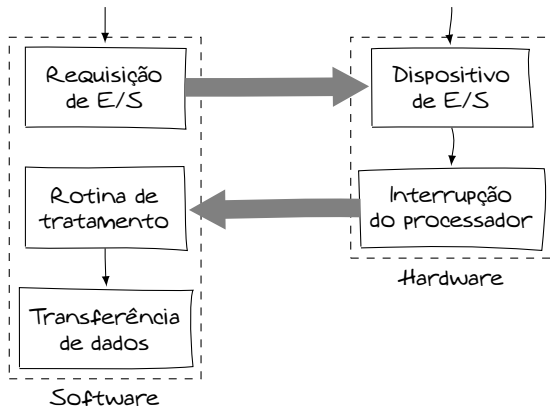 Requisição
de E/S
Dispositivo
de E/S
Rotina de
tratamento
Interrupção
do processador
Hardware
Transferência
de dados
Software